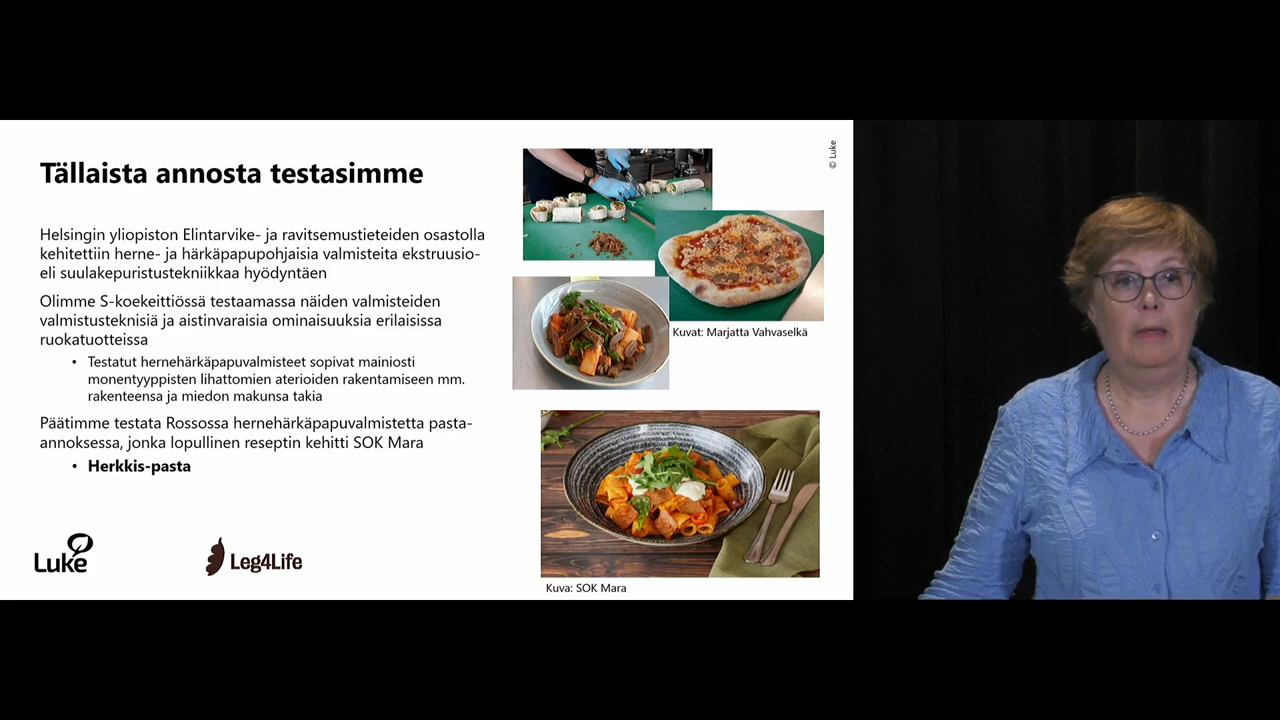 Tällaista annosta testasimme
Helsingin yliopiston Elintarvike- ja ravitsemustieteiden osastolla
kehitettiin herne- ja härkäpapupohjaisia valmisteita ekstruusio-
eli suulakepuristustekniikkaa hyödyntäen
Olimme S-koekeittiössä testaamassa näiden valmisteiden
valmistusteknisiä ja aistinvaraisia ominaisuuksia erilaisissa
ruokatuotteissa
• Testatut hernehärkäpapuvalmisteet sopivat mainiosti
monentyyppisten lihattomien aterioiden rakentamiseen mm.
rakenteensa ja miedon makunsa takia
Päätimme testata Rossossa hernehärkäpapuvalmistetta pasta-
annoksessa, jonka lopullinen reseptin kehitti SOK Mara
• Herkkis-pasta
Luke
Leg4Life
© Luke
Kuvat: Marjatta Vahvaselkä
Kuva: SOK Mara